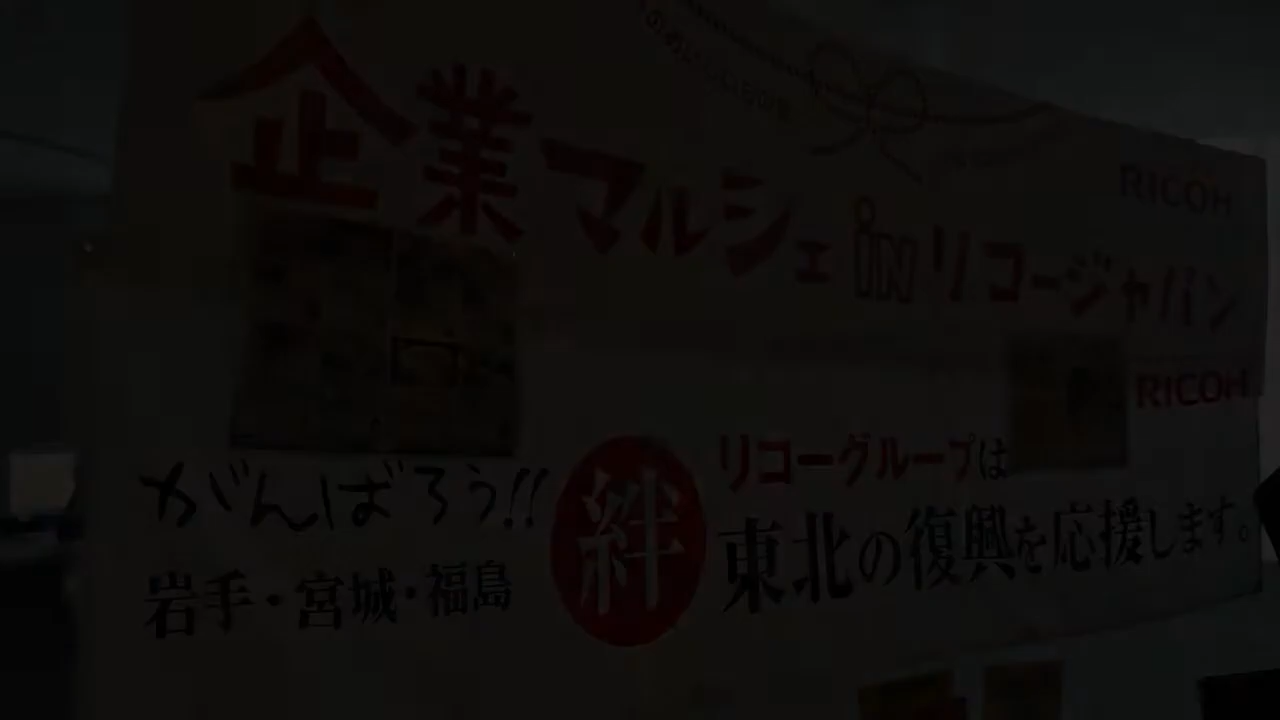 企業マルシェ in リコージャパン
RICOH
RICOH
がんばろう!!
岩手・宮城・福島
絆
リコーグループは
東北の復興を応援します。